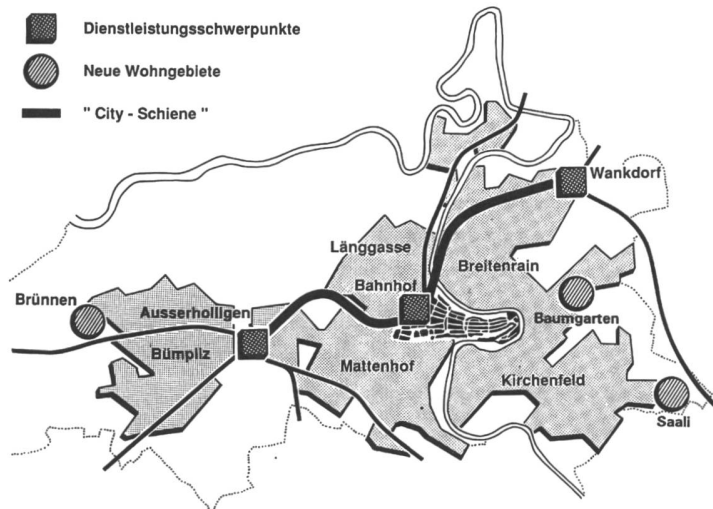 Dienstleistungsschwerpunkte
Neue Wohngebiete
" City - Schiene "
Wankdorf
Länggasse
Breitenrain
Bahnhof
Brünnen
Ausserholligen
Baumgarten
Bümpliz
Mattenhof
Kirchenfeld
Saali